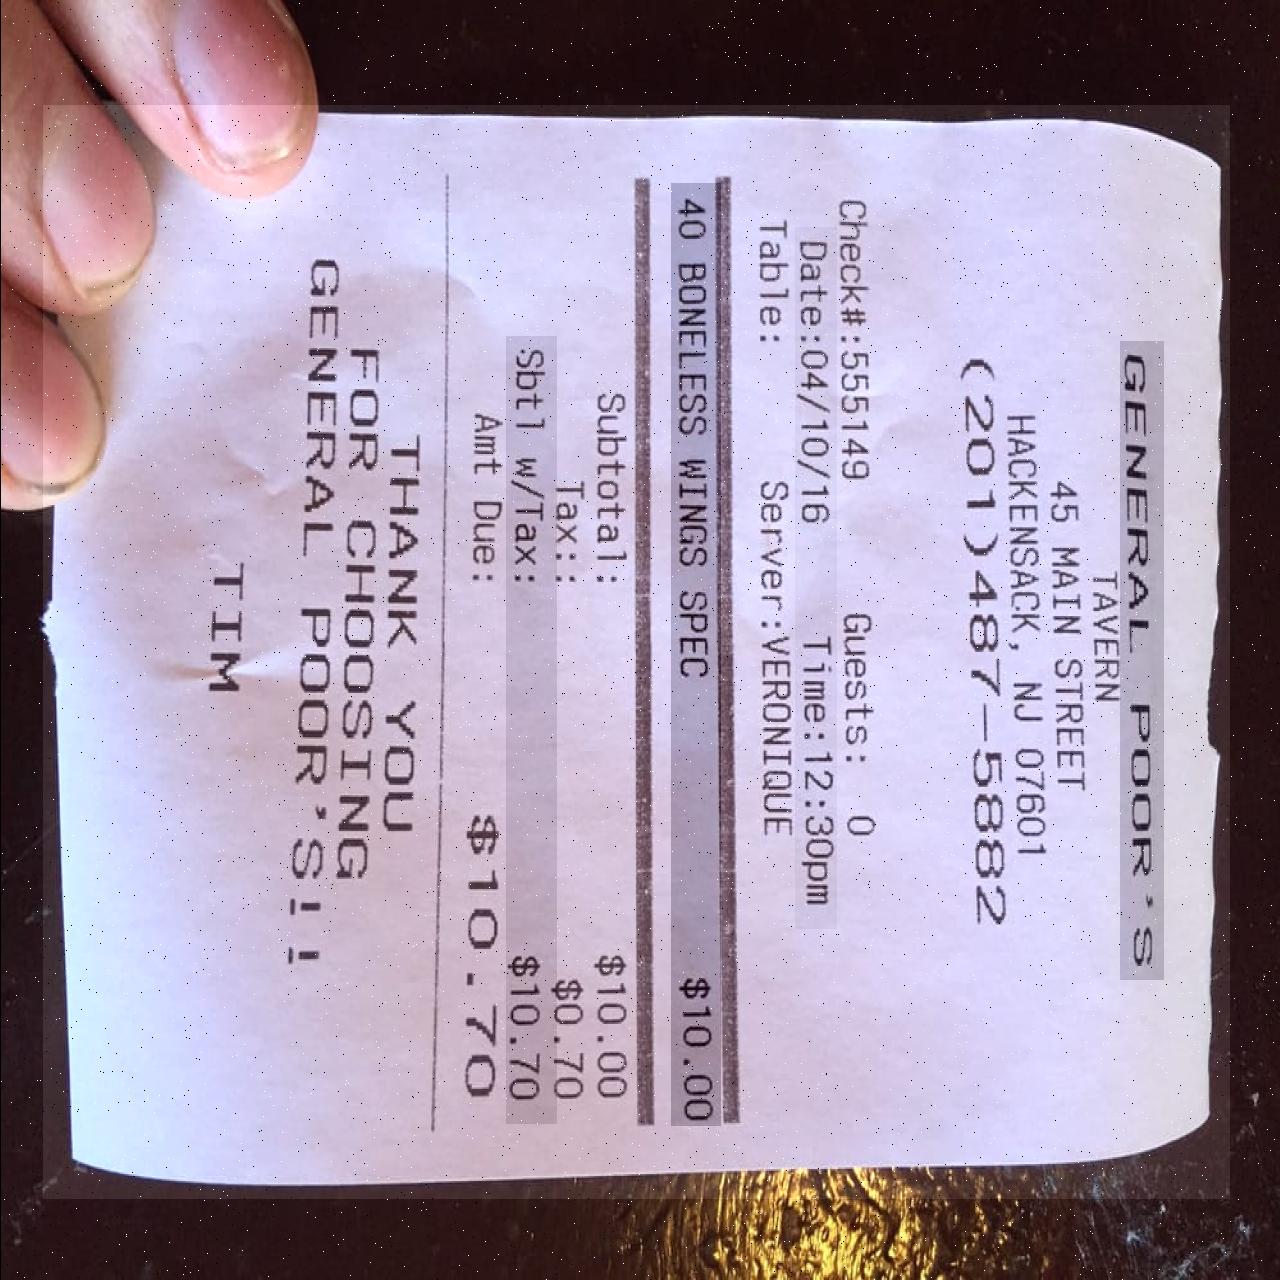 GENERAL POOR'S
TAVERN
45 MAIN STREET
HACKENSACK, NJ 07601
(201)487-5882
Check#:555149 Guests: 0
Date:04/10/16 Time:12:30pm
Table: Server:VERONIQUE
40 BONELESS WINGS SPEC $10.00
Subtotal: $10.00
Tax:: $0.70
Sbtl w/Tax: $10.70
Amt Due: $10.70
THANK YOU
FOR CHOOSING
GENERAL POOR'S!!
TIM